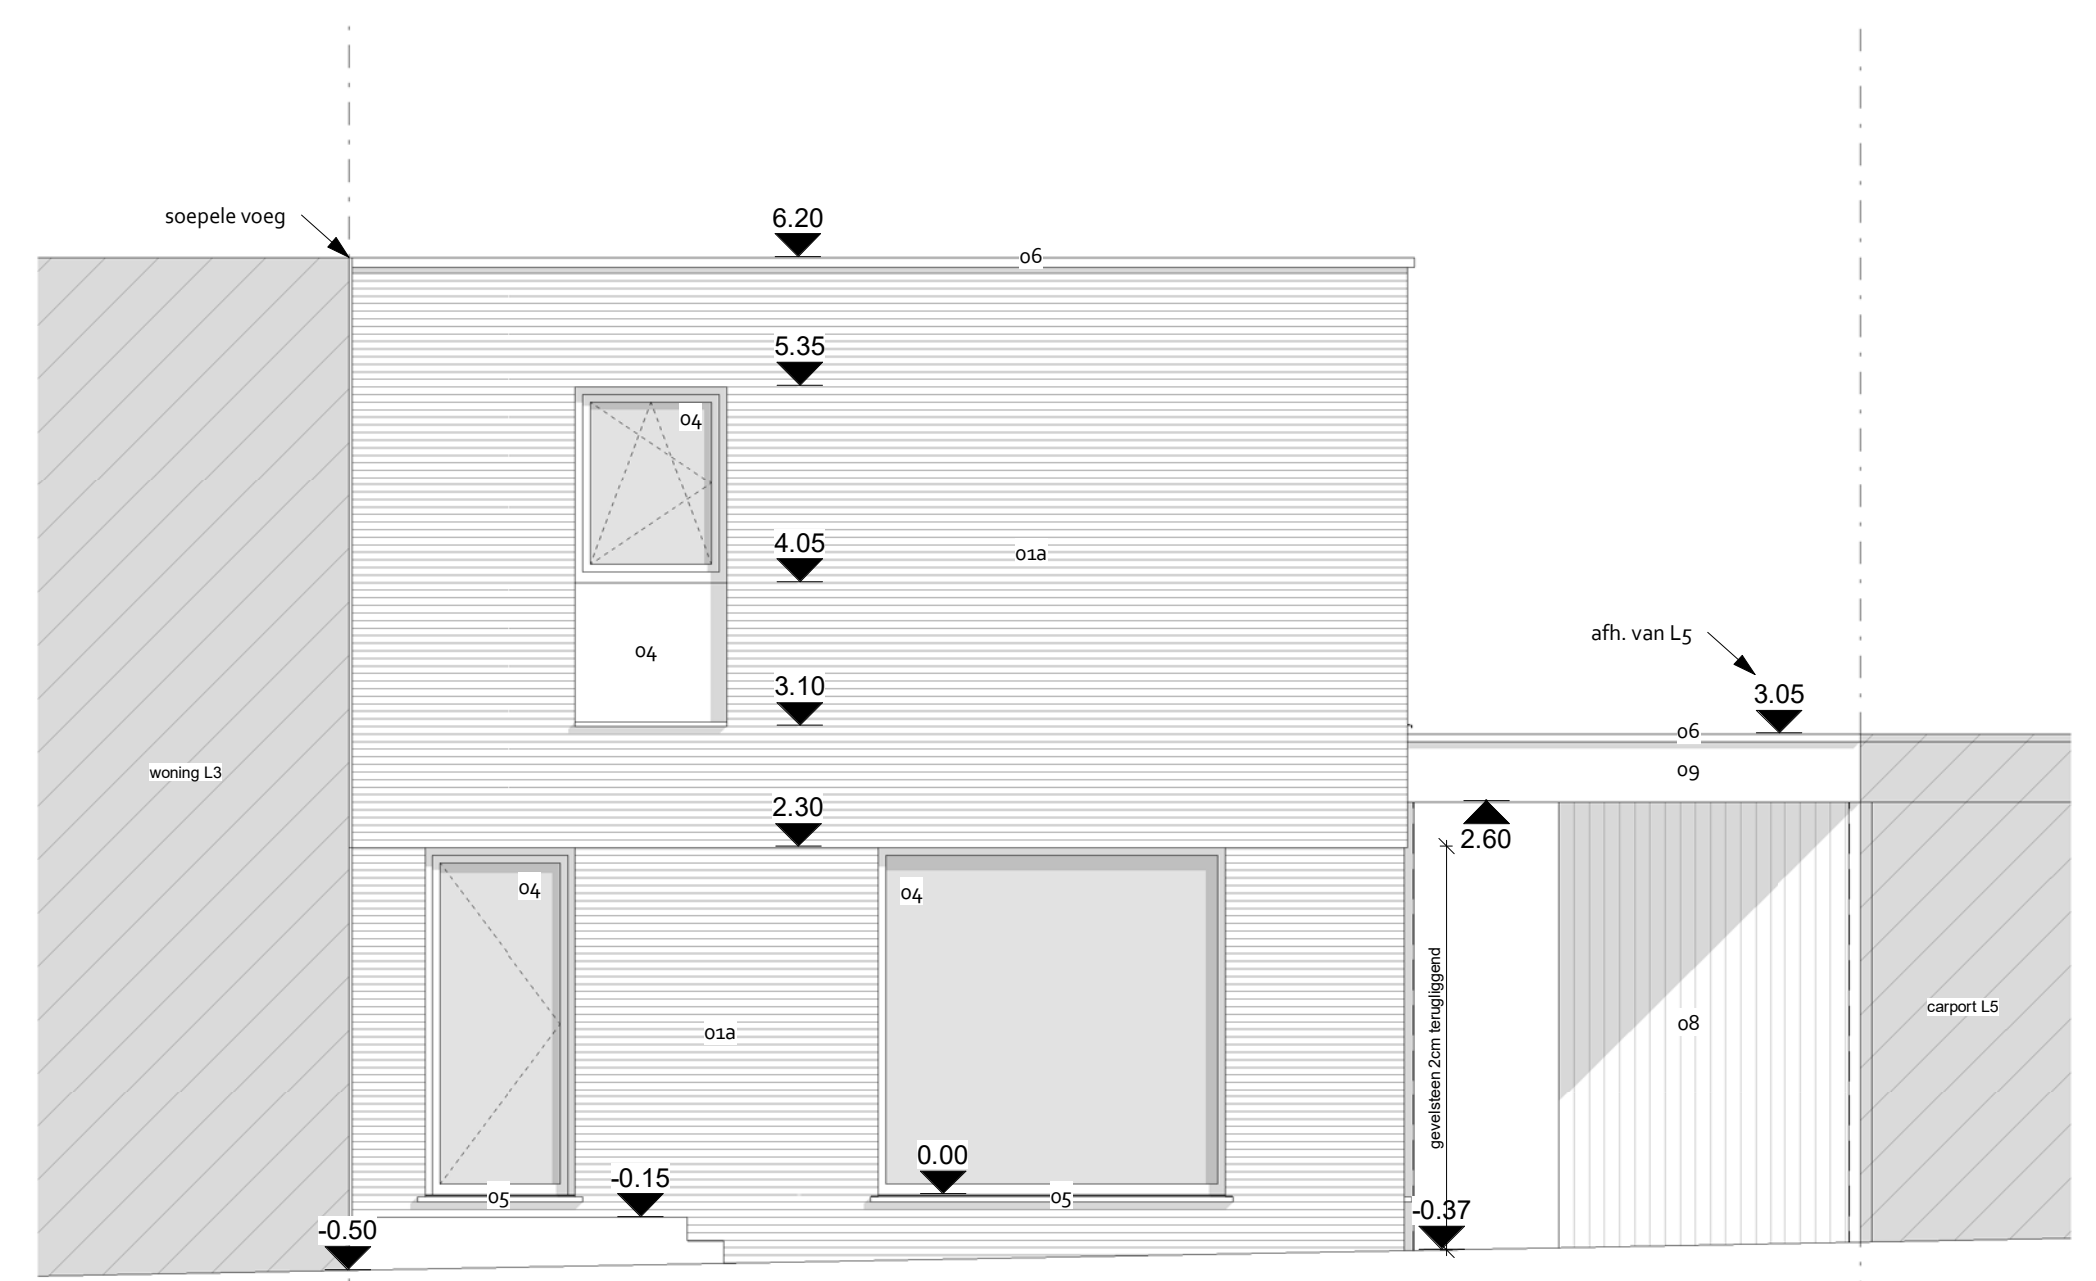 soepele voeg
6.20
o6
5.35
o4
4.05
o1a
o4
afh. van L5
3.10
3.05
o6
woning L3
o9
2.30
2.60
o4
o4
gevelsteen 2cm terugliggend
carport L5
o1a
o8
0.00
-0.15
o5
o5
-0.37
-0.50